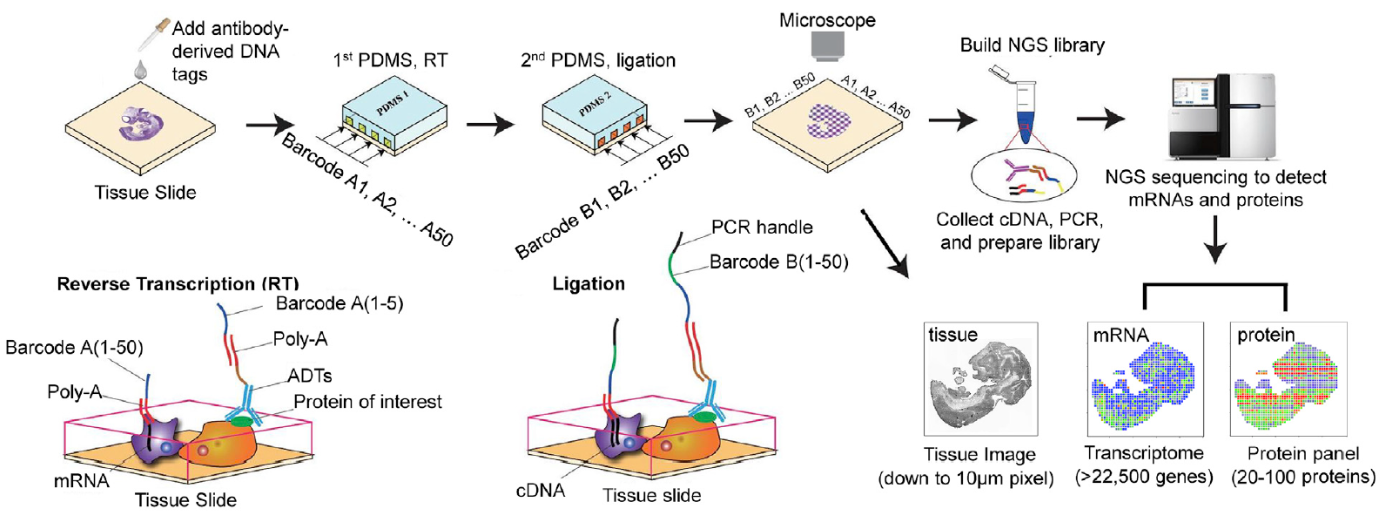 Add antibody-
derived DNA
tags
Tissue Slide
1st PDMS, RT
PDMS 1
Barcode A1, A2, ... A50
2nd PDMS, ligation
PDMS 2
Barcode B1, B2, ... B50
Microscope
B1, B2 ... B50
A1, A2 ... A50
Build NGS library
Collect cDNA, PCR,
and prepare library
NGS sequencing to detect
mRNAs and proteins
Reverse Transcription (RT)
Barcode A(1-5)
Barcode A(1-50)
Poly-A
Poly-A
ADTs
Protein of interest
mRNA
Tissue Slide
Ligation
PCR handle
Barcode B(1-50)
cDNA
Tissue slide
tissue
Tissue Image
(down to 10μm pixel)
mRNA
Transcriptome
(>22,500 genes)
protein
Protein panel
(20-100 proteins)